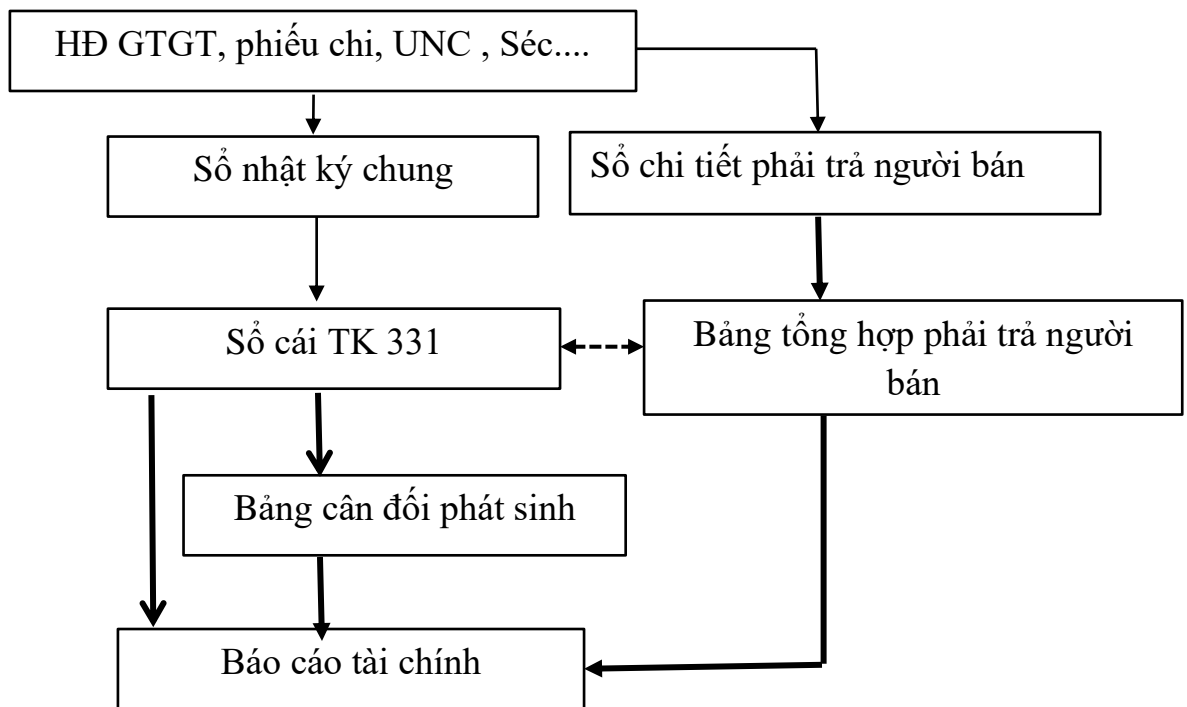 HĐ GTGT, phiếu chi, UNC , Séc....
Sổ nhật ký chung
Sổ chi tiết phải trả người bán
Sổ cái TK 331
Bảng tổng hợp phải trả người
bán
Bảng cân đối phát sinh
Báo cáo tài chính